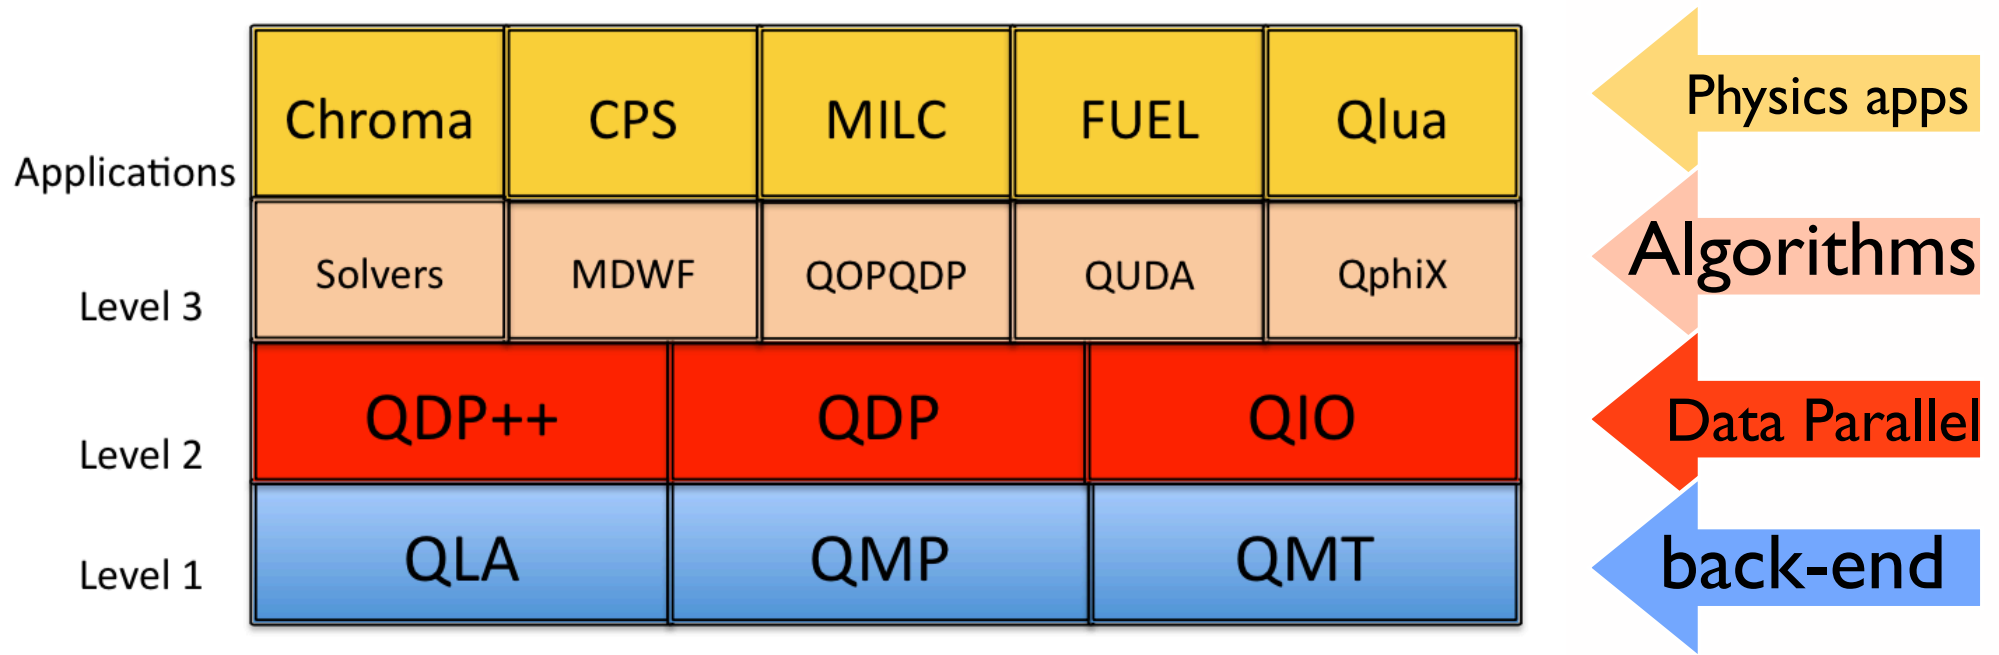 Applications
Chroma
CPS
MILC
FUEL
Qlua
Physics apps
Level 3
Solvers
MDWF
QOPQDP
QUDA
QphiX
Algorithms
Level 2
QDP++
QDP
QIO
Data Parallel
Level 1
QLA
QMP
QMT
back-end